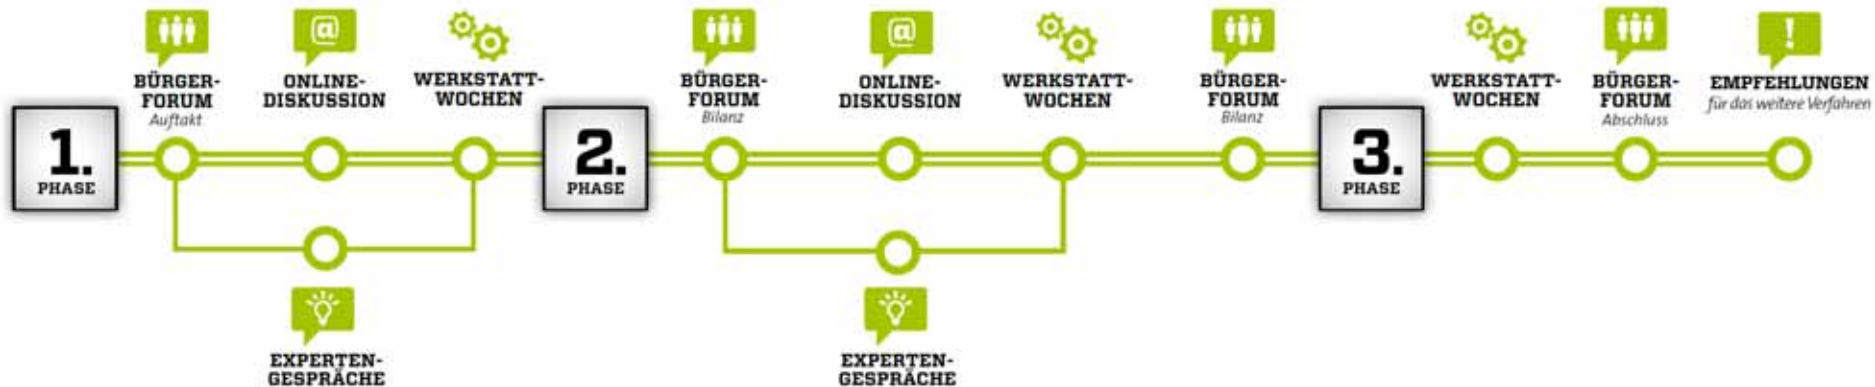 1.
PHASE
BÜRGER-
FORUM
Auftakt
ONLINE-
DISKUSSION
WERKSTATT-
WOCHEN
EXPERTEN-
GESPRÄCHE
2.
PHASE
BÜRGER-
FORUM
Bilanz
ONLINE-
DISKUSSION
WERKSTATT-
WOCHEN
EXPERTEN-
GESPRÄCHE
BÜRGER-
FORUM
Bilanz
3.
PHASE
WERKSTATT-
WOCHEN
BÜRGER-
FORUM
Abschluss
EMPFEHLUNGEN
für das weitere Verfahren